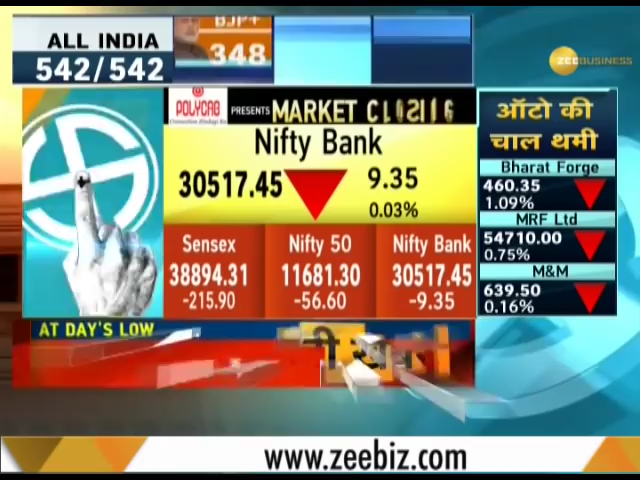 ALL INDIA
542/542
BJP+
348
ZEEBUSINESS
POLYCAB
PRESENTS
MARKET
Nifty Bank
30517.45
9.35
0.03%
Sensex
38894.31
-215.90
Nifty 50
11681.30
-56.60
Nifty Bank
30517.45
-9.35
ऑटो की
चाल थमी
Bharat Forge
460.35
1.09%
MRF Ltd
54710.00
0.75%
M&M
639.50
0.16%
AT DAY'S LOW
www.zeebiz.com